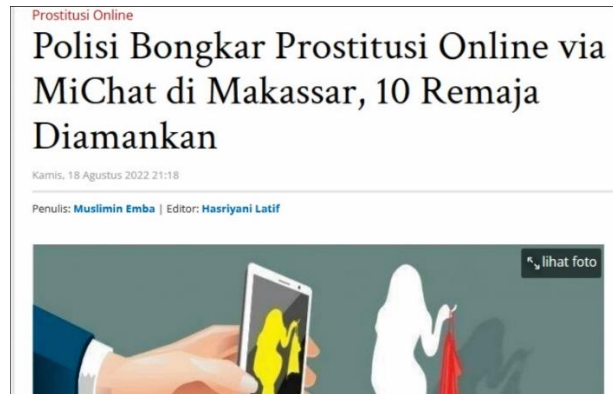 Prostitusi Online
Polisi Bongkar Prostitusi Online via
MiChat di Makassar, 10 Remaja
Diamankan
Kamis, 18 Agustus 2022 21:18
Penulis: Muslimin Emba | Editor: Hasriyani Latif
lihat foto